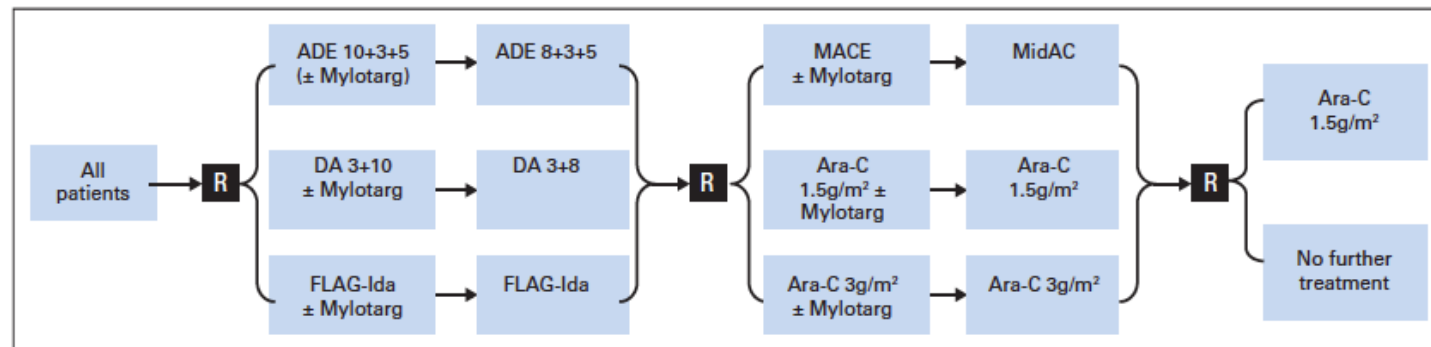 All
patients
R
ADE 10+3+5
(± Mylotarg)
ADE 8+3+5
DA 3+10
± Mylotarg
DA 3+8
FLAG-Ida
± Mylotarg
FLAG-Ida
R
MACE
± Mylotarg
MidAC
Ara-C
1.5g/m² ±
Mylotarg
Ara-C
1.5g/m²
Ara-C 3g/m²
± Mylotarg
Ara-C 3g/m²
R
Ara-C
1.5g/m²
No further
treatment